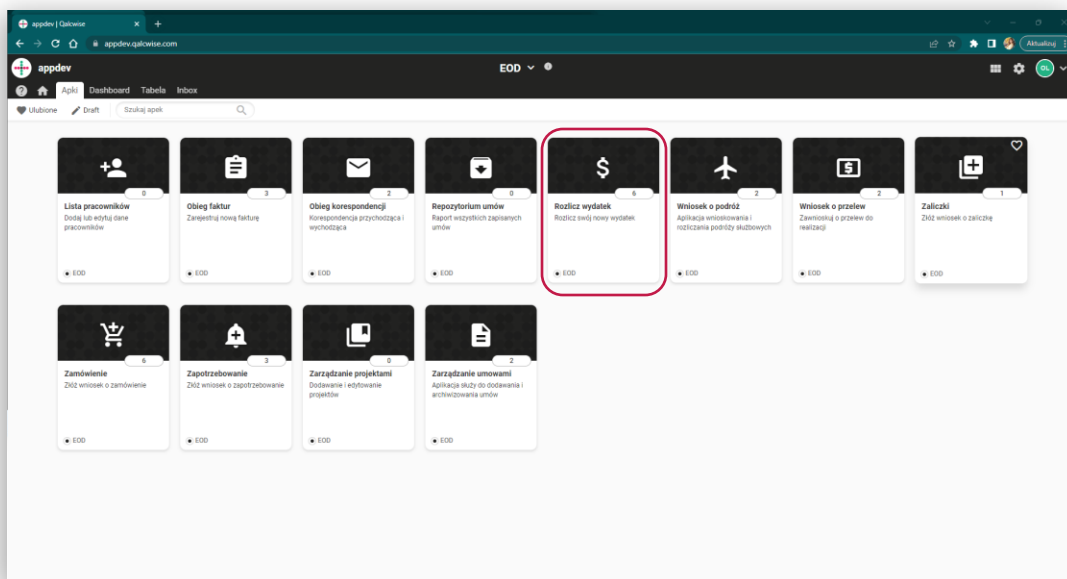 appdev | Qalcwise
appdev.qalcwise.com
Aktualizuj
appdev
EOD
OL
Apki Dashboard Tabela Inbox
Ulubione Draft Szukaj apek
0
Lista pracowników
Dodaj lub edytuj dane
pracowników
EOD
3
Obieg faktur
Zarejestruj nową fakturę
EOD
2
Obieg korespondencji
Korespondencja przychodząca i
wychodząca
EOD
0
Repozytorium umów
Raport wszystkich zapisanych
umów
EOD
6
Rozlicz wydatek
Rozlicz swój nowy wydatek
EOD
2
Wniosek o podróż
Aplikacja wnioskowania i
rozliczania podróży służbowych
EOD
2
Wniosek o przelew
Zawnioskuj o przelew do
realizacji
EOD
1
Zaliczki
Złóż wniosek o zaliczkę
EOD
6
Zamówienie
Złóż wniosek o zamówienie
EOD
3
Zapotrzebowanie
Złóż wniosek o zapotrzebowanie
EOD
0
Zarządzanie projektami
Dodawanie i edytowanie
projektów
EOD
2
Zarządzanie umowami
Aplikacja służy do dodawania i
archiwizowania umów
EOD